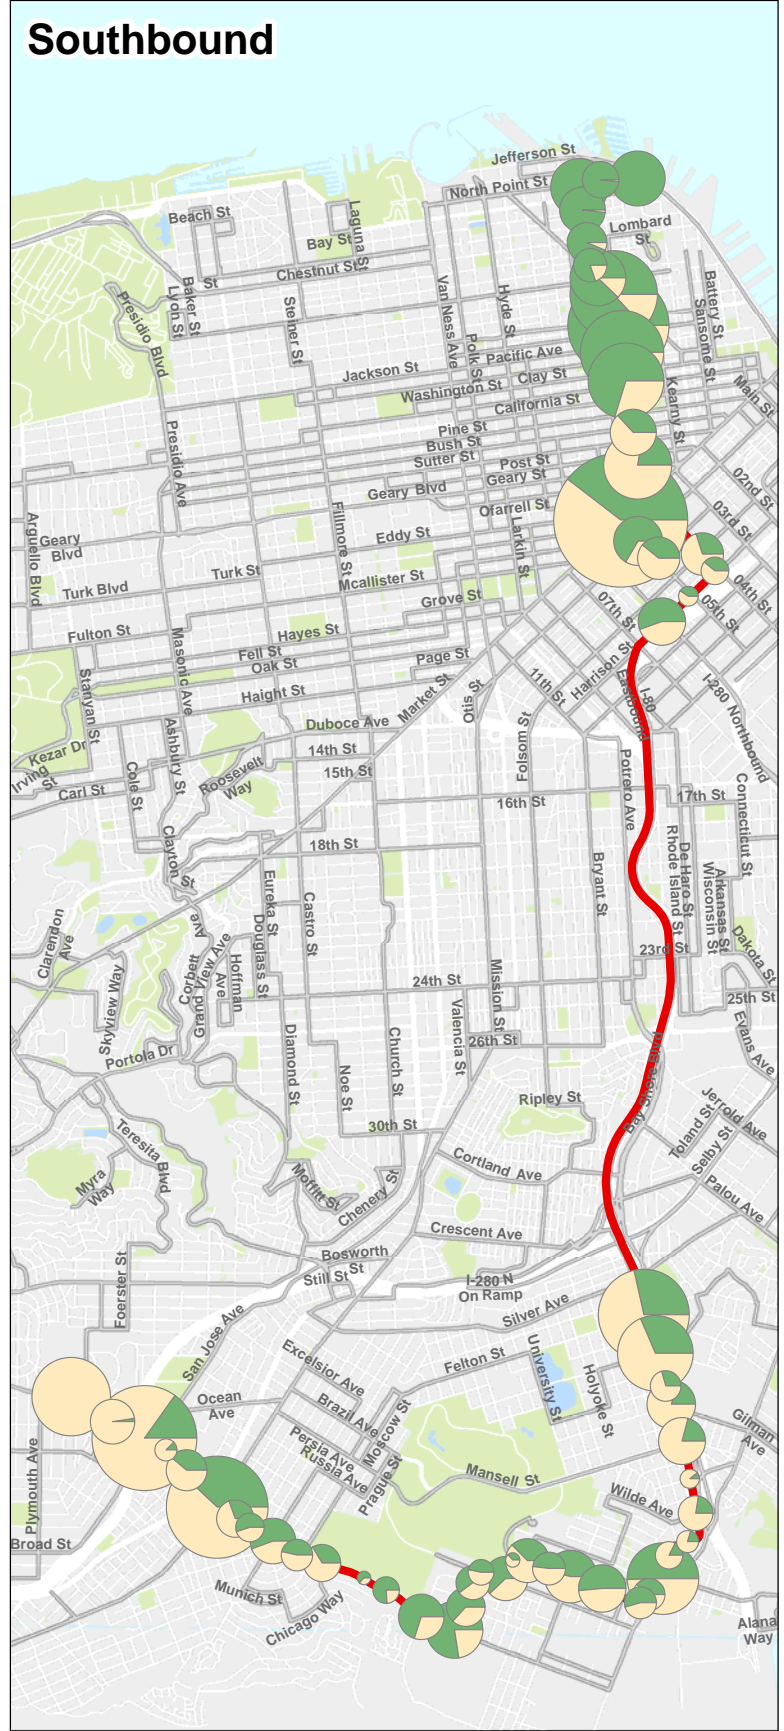 Southbound
Jefferson St
North Point St
Beach St
Laguna St
Lombard
St
Bay St
Chestnut St
St
Baker St
Lyon St
Presidio Blvd
Steiner St
Van Ness Ave
Hyde St
Battery St
Sansome St
Polk St
Pacific Ave
Jackson St
Clay St
Washington St
California St
Kearny St
Main St
Pine St
Bush St
Sutter St
Post St
Geary St
Presidio Ave
Geary Blvd
02nd St
Ofarrell St
03rd St
Fillmore St
Larkin St
Arguello Blvd
Geary
Blvd
Eddy St
Turk St
Mcallister St
Turk Blvd
04th St
Grove St
07th St
05th St
Fulton St
Hayes St
Masonic Ave
Fell St
Oak St
Page St
Harrison St
Stanyan St
Haight St
Market St
Otis St
11th St
I-80
Eastbound
I-280 Northbound
Duboce Ave
Folsom St
Kezar Dr
Irving
St
Ashbury St
14th St
15th St
Roosevelt
Way
Cole St
Carl St
Potrero Ave
16th St
17th St
Connecticut St
18th St
Clayton St
Bryant St
De Haro St
Rhode Island St
Arkansas St
Wisconsin St
Eureka St
Douglass St
Castro St
Clarendon
Ave
Corbett
Ave
Grand View Ave
Hoffman
Ave
Dakota St
23rd St
24th St
Mission St
Skyview Way
25th St
Valencia St
Evans Ave
26th St
Portola Dr
Diamond St
Noe St
Church St
Bay Shore Blvd
Ripley St
Jerrold Ave
Toland St
Selby St
30th St
Teresita Blvd
Myra
Way
Moffitt St
Chenery St
Cortland Ave
Palou Ave
Crescent Ave
Bosworth
St
Still St
Foerster St
I-280 N
On Ramp
Silver Ave
San Jose Ave
Excelsior Ave
Felton St
University St
Holyoke St
Ocean
Ave
Brazil Ave
Moscow St
Persia Ave
Russia Ave
Prague St
Gilman
Ave
Plymouth Ave
Mansell St
Wilde Ave
Broad St
Munich St
Chicago Way
Alana
Way